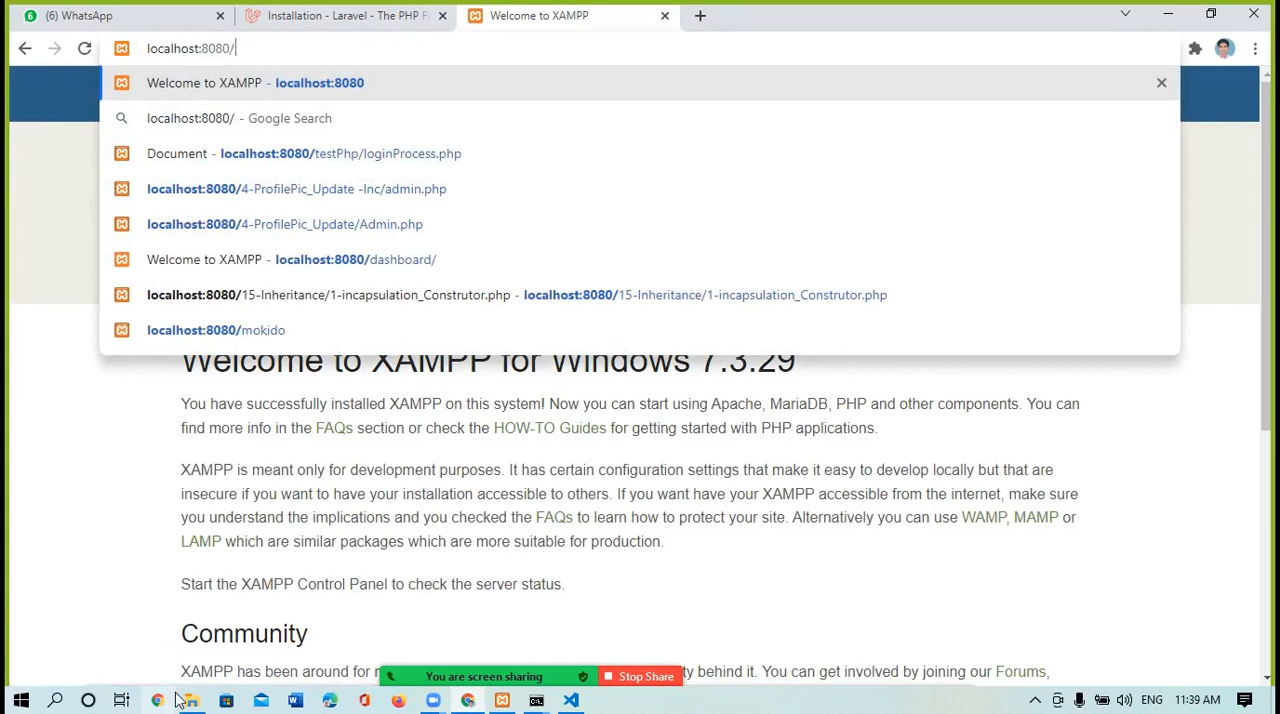 (6) WhatsApp
Installation - Laravel - The PHP F
Welcome to XAMPP
localhost:8080/
Welcome to XAMPP - localhost:8080
localhost:8080/ - Google Search
Document - localhost:8080/testPhp/loginProcess.php
localhost:8080/4-ProfilePic_Update -Inc/admin.php
localhost:8080/4-ProfilePic_Update/Admin.php
Welcome to XAMPP - localhost:8080/dashboard/
localhost:8080/15-Inheritance/1-incapsulation_Construtor.php - localhost:8080/15-Inheritance/1-incapsulation_Construtor.php
localhost:8080/mokido
Welcome to XAMPP for Windows 7.3.29
You have successfully installed XAMPP on this system! Now you can start using Apache, MariaDB, PHP and other components. You can
find more info in the FAQs section or check the HOW-TO Guides for getting started with PHP applications.
XAMPP is meant only for development purposes. It has certain configuration settings that make it easy to develop locally but that are
insecure if you want to have your installation accessible to others. If you want have your XAMPP accessible from the internet, make sure
you understand the implications and you checked the FAQs to learn how to protect your site. Alternatively you can use WAMP, MAMP or
LAMP which are similar packages which are more suitable for production.
Start the XAMPP Control Panel to check the server status.
Community
XAMPP has been around for m
y behind it. You can get involved by joining our Forums,
You are screen sharing
Stop Share
ENG
11:39 AM